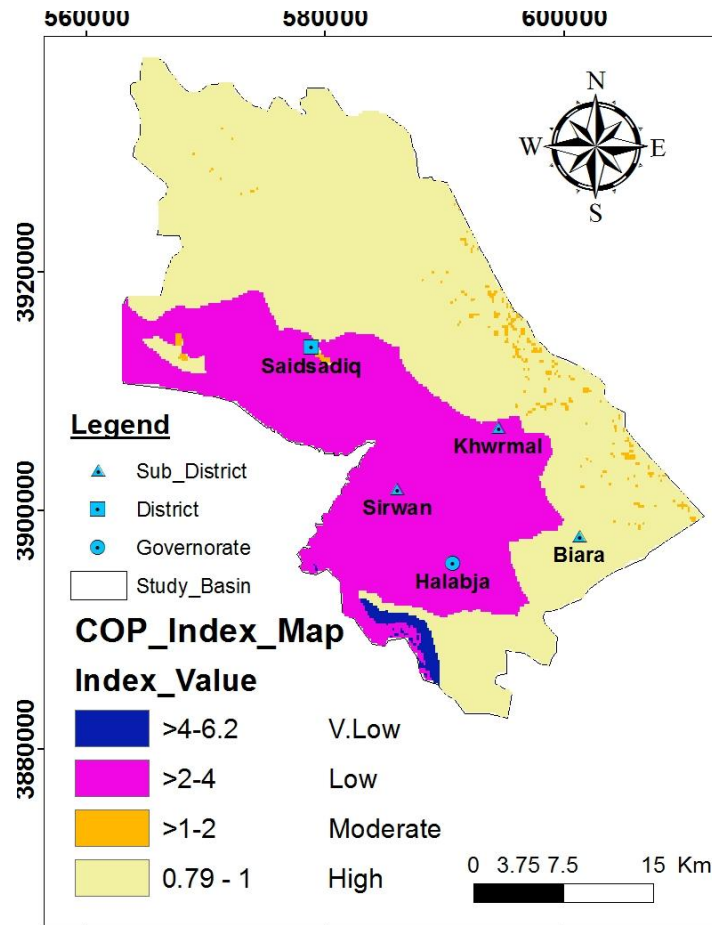 560000 580000 600000
N
W E
S
3920000
Saidsadiq
Legend
Khwrmal
Sub_District
District
Sirwan
3900000
Governorate
Biara
Halabja
Study_Basin
COP_Index_Map
Index_Value
>4-6.2 V.Low
3880000
>2-4 Low
>1-2 Moderate
0.79 - 1 High
0 3.75 7.5 15 Km